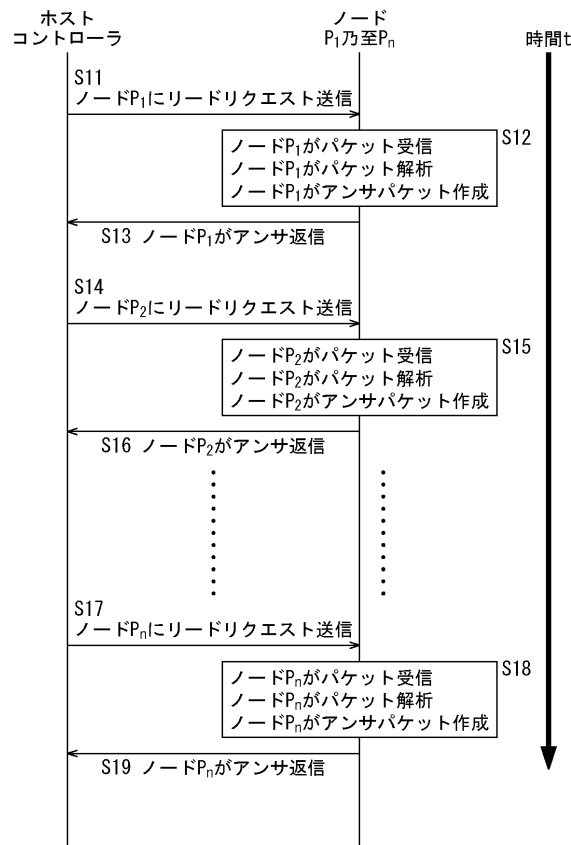 ホスト
コントローラ
ノード
P1乃至Pn
時間t
S11
ノードP1にリードリクエスト送信
S12
ノードP1がパケット受信
ノードP1がパケット解析
ノードP1がアンサパケット作成
S13 ノードP1がアンサ返信
S14
ノードP2にリードリクエスト送信
S15
ノードP2がパケット受信
ノードP2がパケット解析
ノードP2がアンサパケット作成
S16 ノードP2がアンサ返信
S17
ノードPnにリードリクエスト送信
S18
ノードPnがパケット受信
ノードPnがパケット解析
ノードPnがアンサパケット作成
S19 ノードPnがアンサ返信